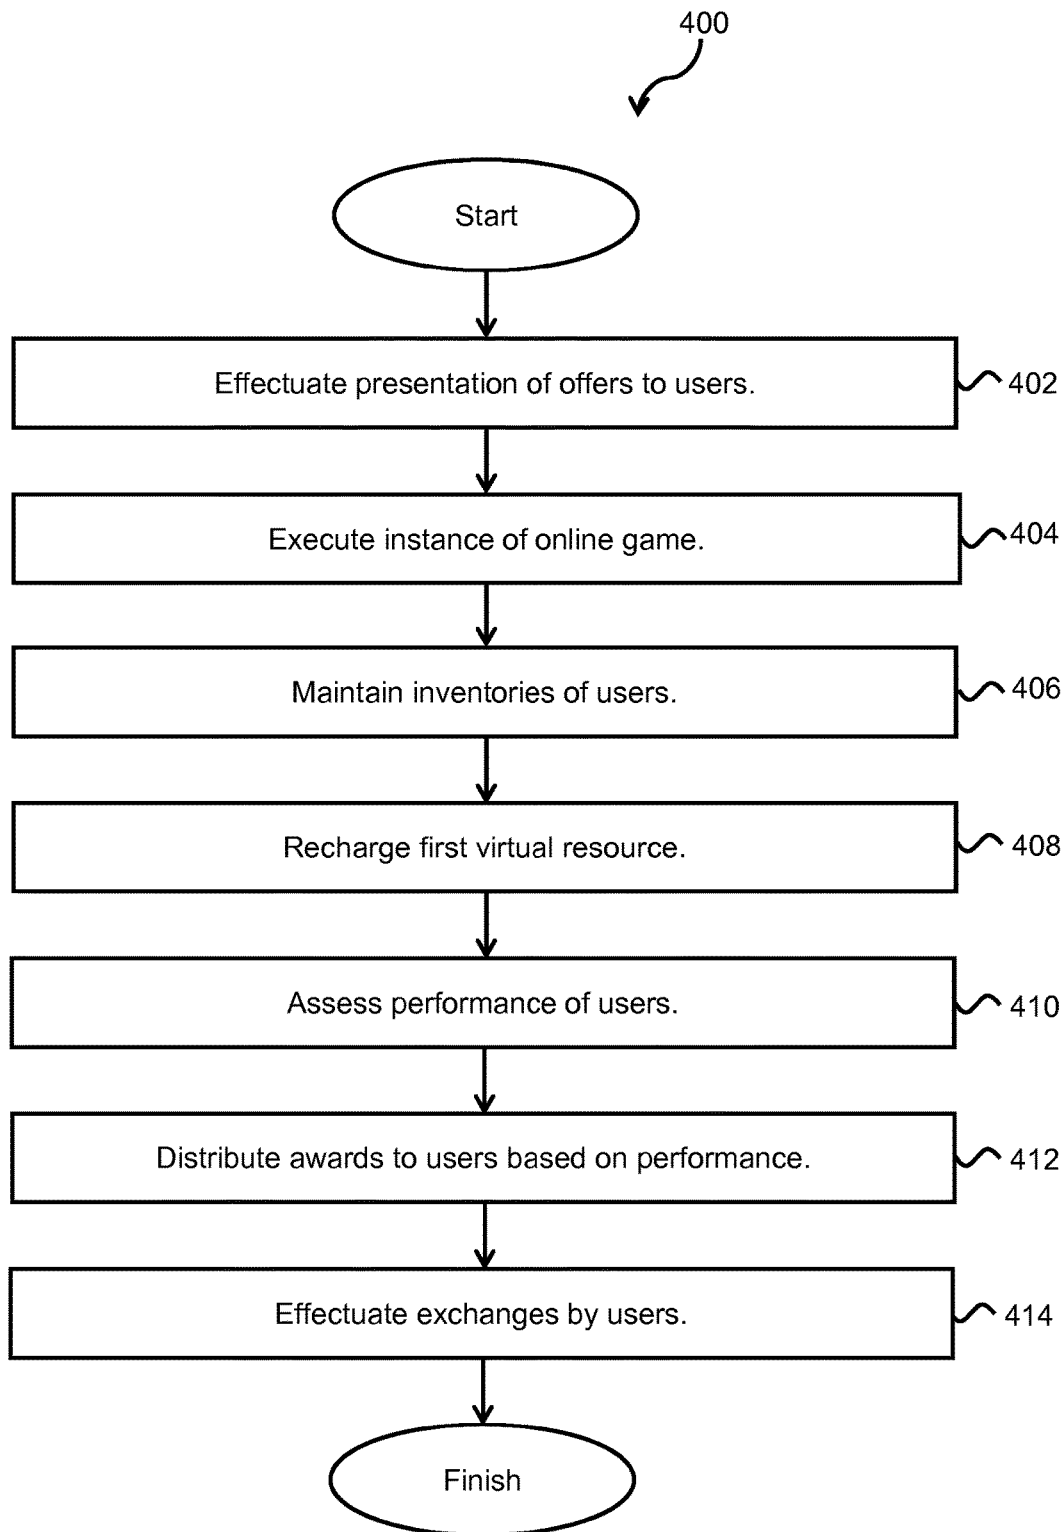 400
Start
Effectuate presentation of offers to users.
402
Execute instance of online game.
404
Maintain inventories of users.
406
Recharge first virtual resource.
408
Assess performance of users.
410
Distribute awards to users based on performance.
412
Effectuate exchanges by users.
414
Finish